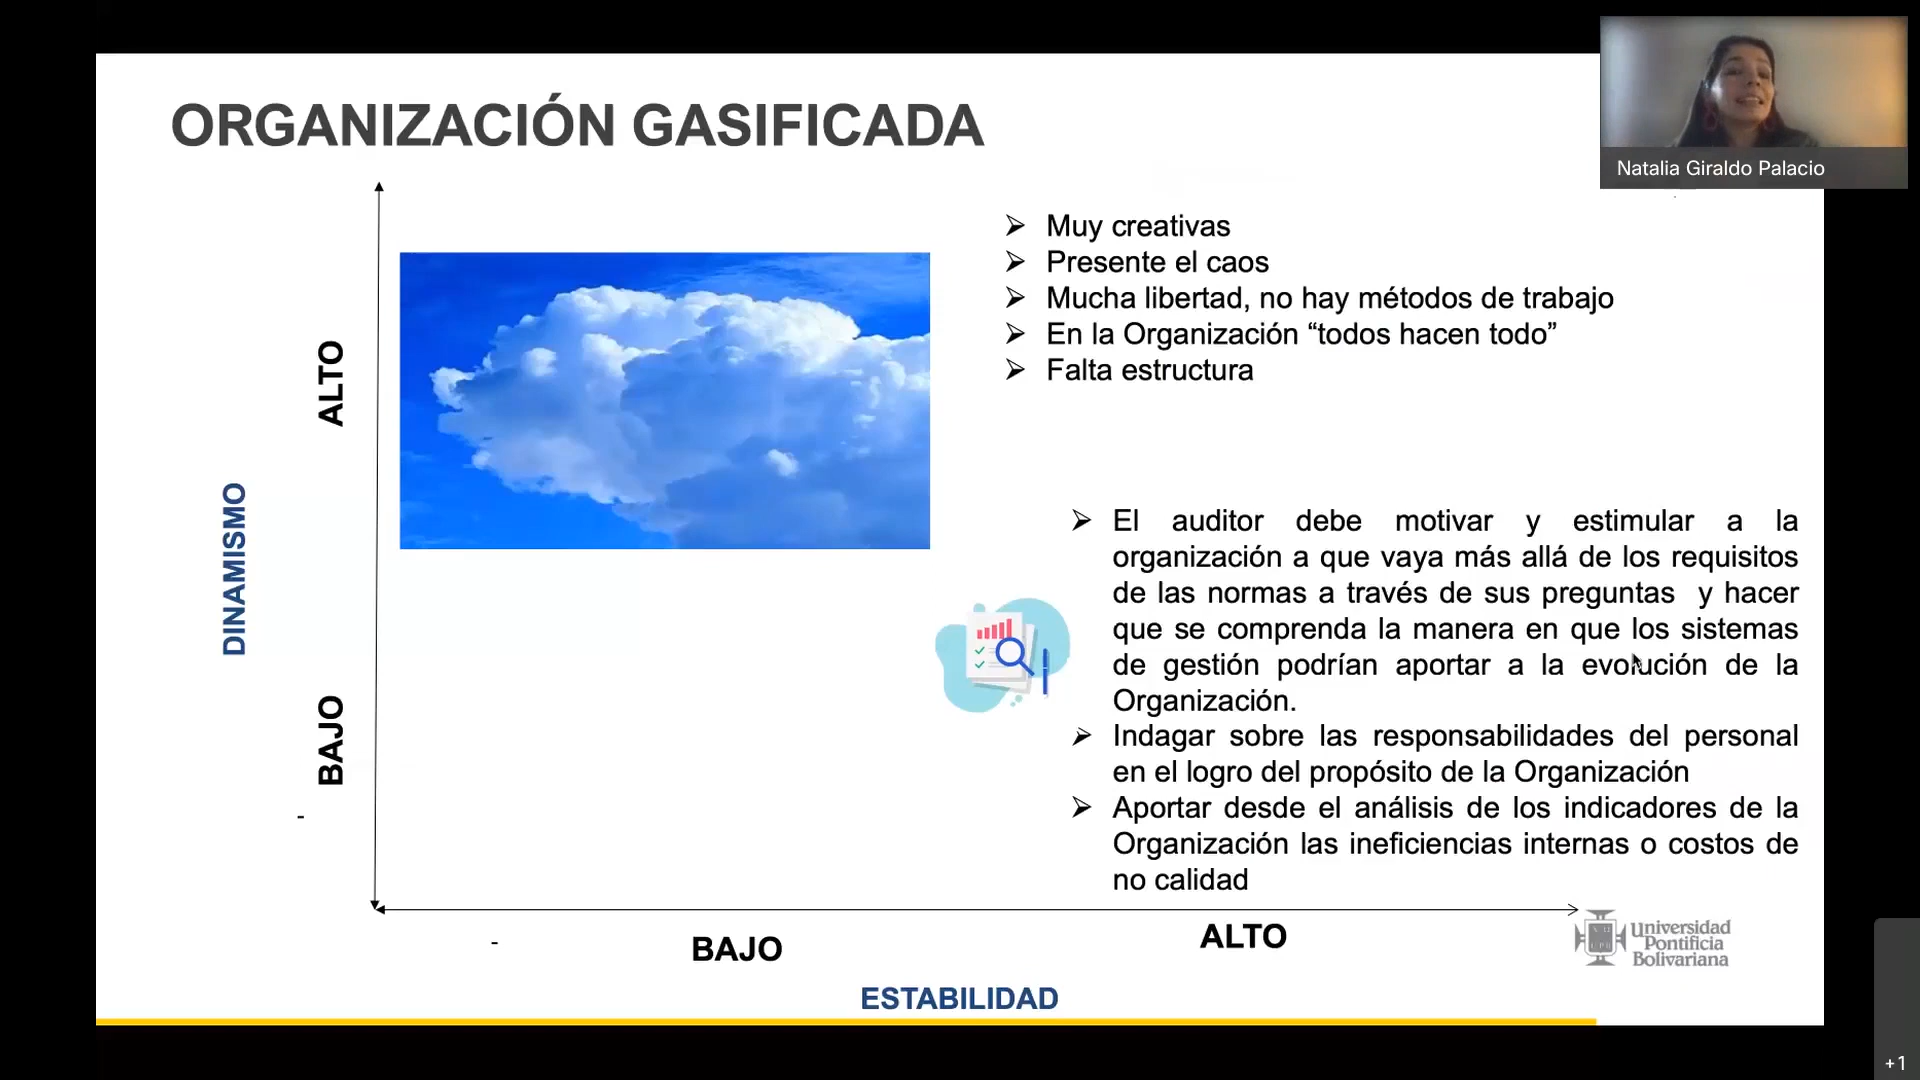 ORGANIZACIÓN GASIFICADA
Natalia Giraldo Palacio
➢ Muy creativas
➢ Presente el caos
➢ Mucha libertad, no hay métodos de trabajo
➢ En la Organización “todos hacen todo”
➢ Falta estructura
ALTO
DINAMISMO
BAJO
-
➢ El auditor debe motivar y estimular a la
organización a que vaya más allá de los requisitos
de las normas a través de sus preguntas y hacer
que se comprenda la manera en que los sistemas
de gestión podrían aportar a la evolución de la
Organización.
➢ Indagar sobre las responsabilidades del personal
en el logro del propósito de la Organización
➢ Aportar desde el análisis de los indicadores de la
Organización las ineficiencias internas o costos de
no calidad
-
BAJO
ALTO
ESTABILIDAD
Universidad
Pontificia
Bolivariana
+1